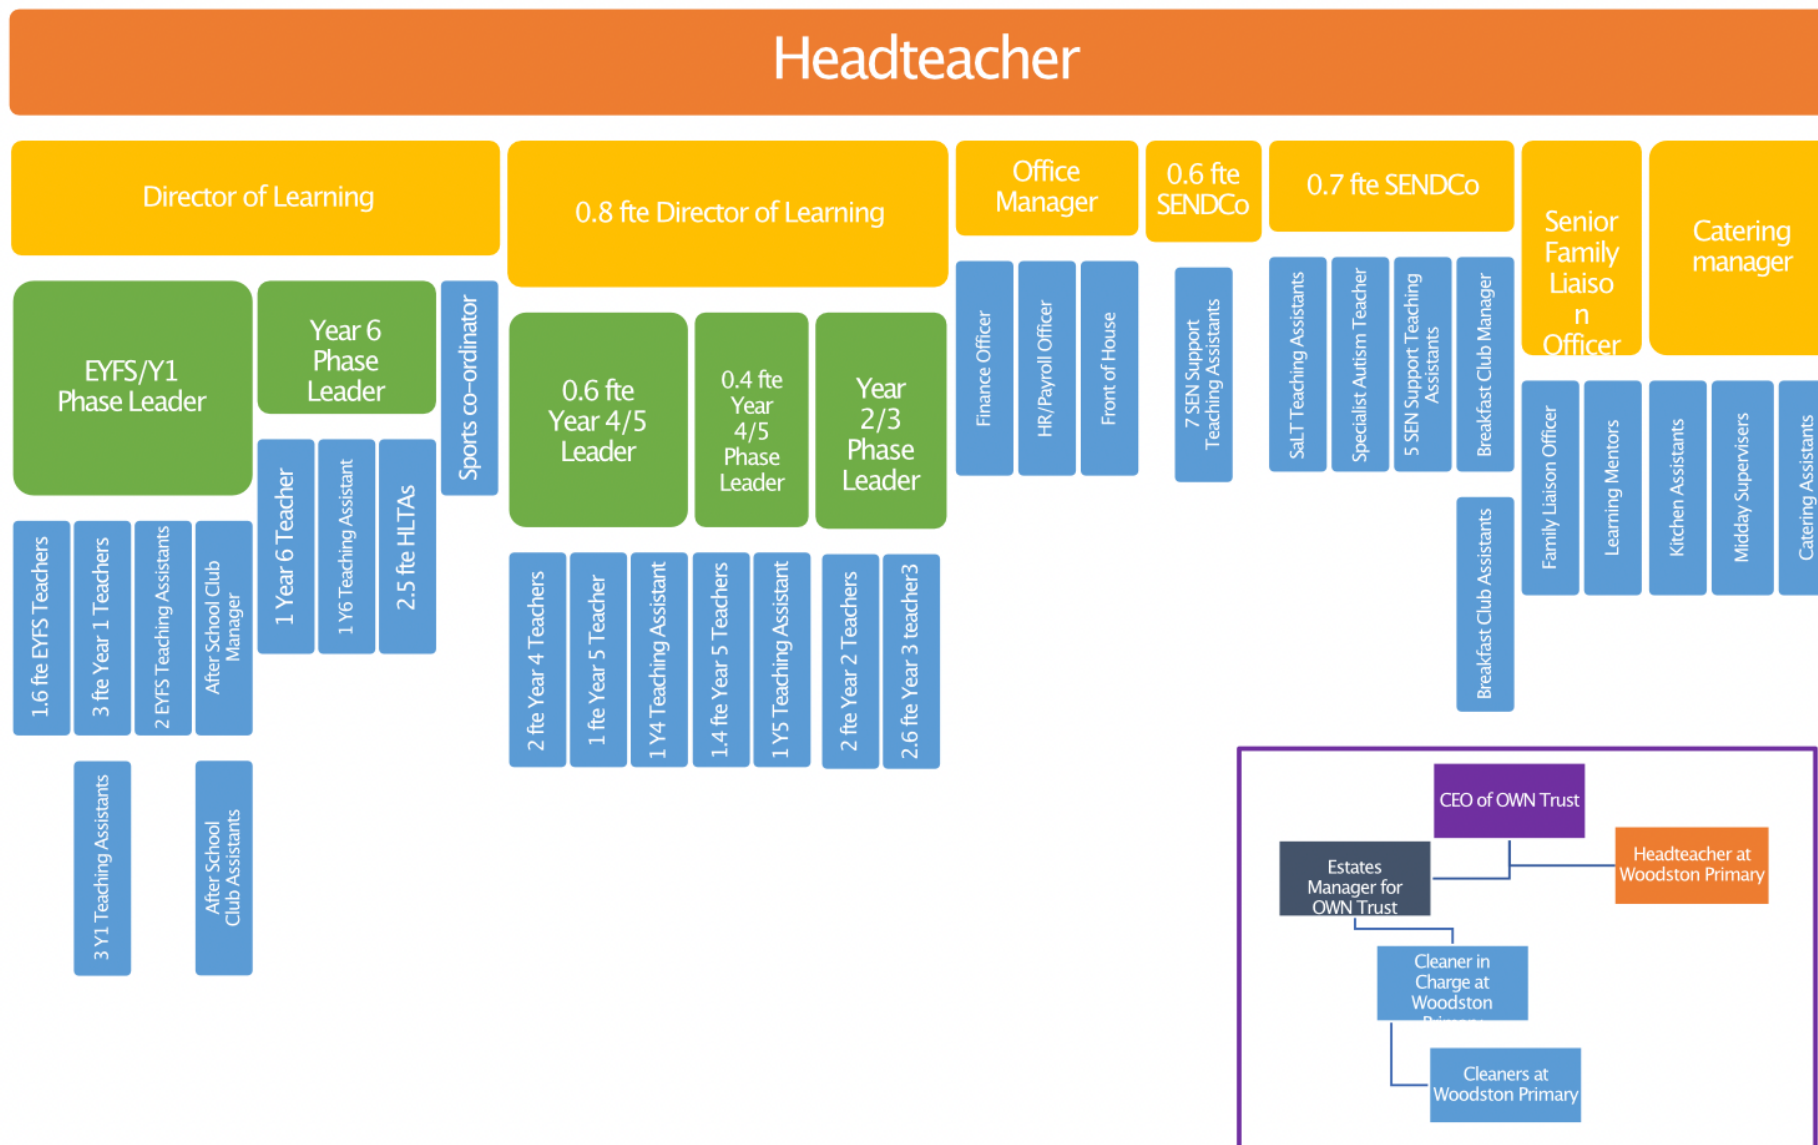 Headteacher
Director of Learning
0.8 fte Director of Learning
Office
Manager
0.6 fte
SENDCo
0.7 fte SENDCo
Senior
Family
Liaiso
n
Officer
Catering
manager
EYFS/Y1
Phase Leader
Year 6
Phase
Leader
Sports co-ordinator
0.6 fte
Year 4/5
Leader
0.4 fte
Year
4/5
Phase
Leader
Year
2/3
Phase
Leader
Finance Officer
HR/Payroll Officer
Front of House
7 SEN Support
Teaching Assistants
SaLT Teaching Assistants
Specialist Autism Teacher
5 SEN Support Teaching
Assistants
Breakfast Club Manager
Family Liaison Officer
Learning Mentors
Kitchen Assistants
Midday Supervisers
Catering Assistants
1.6 fte EYFS Teachers
3 fte Year 1 Teachers
2 EYFS Teaching Assistants
After School Club
Manager
1 Year 6 Teacher
1 Y6 Teaching Assistant
2.5 fte HLTAs
2 fte Year 4 Teachers
1 fte Year 5 Teacher
1 Y4 Teaching Assistant
1.4 fte Year 5 Teachers
1 Y5 Teaching Assistant
2 fte Year 2 Teachers
2.6 fte Year 3 teacher3
Breakfast Club Assistants
3 Y1 Teaching Assistants
After School
Club Assistants
CEO of OWN Trust
Estates
Manager for
OWN Trust
Headteacher at
Woodston Primary
Cleaner in
Charge at
Woodston
Primary
Cleaners at
Woodston Primary